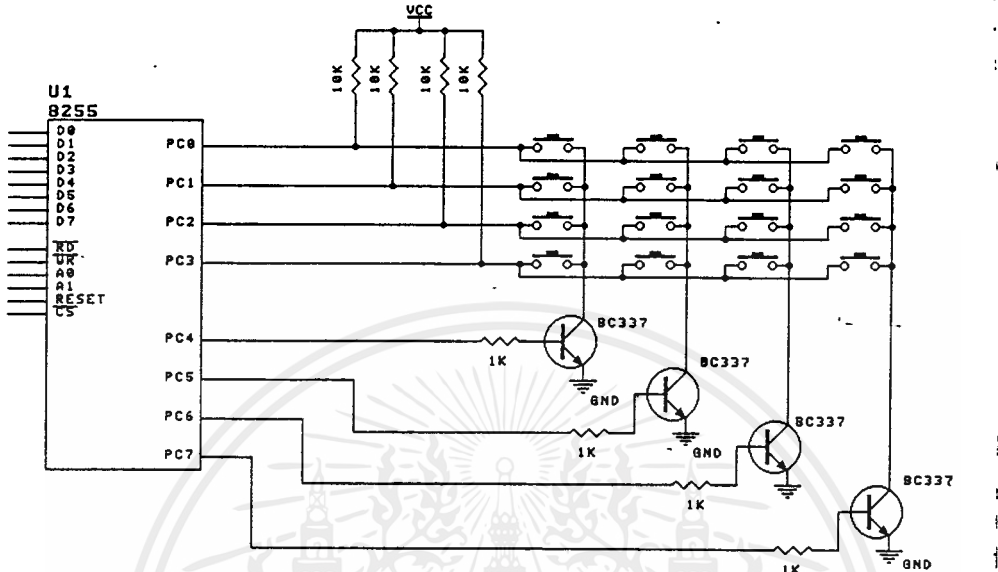 VCC
10K 10K 10K 10K
U1
8255
D0
D1
D2
D3
D4
D5
D6
D7
RD
WR
A0
A1
RESET
CS
PC0
PC1
PC2
PC3
PC4
PC5
PC6
PC7
1K
BC337
GND
1K
BC337
GND
1K
BC337
1K
BC337
GND